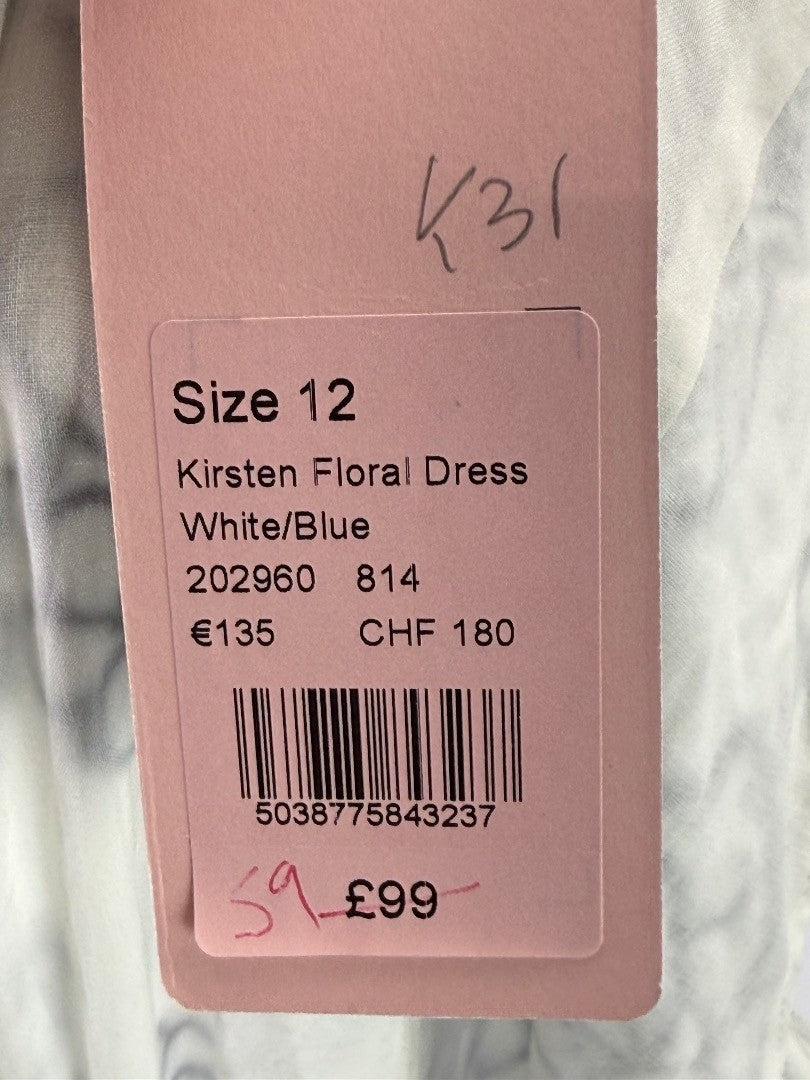 K31
Size 12
Kirsten Floral Dress
White/Blue
202960 814
€135 CHF 180
5038775843237
59 £99